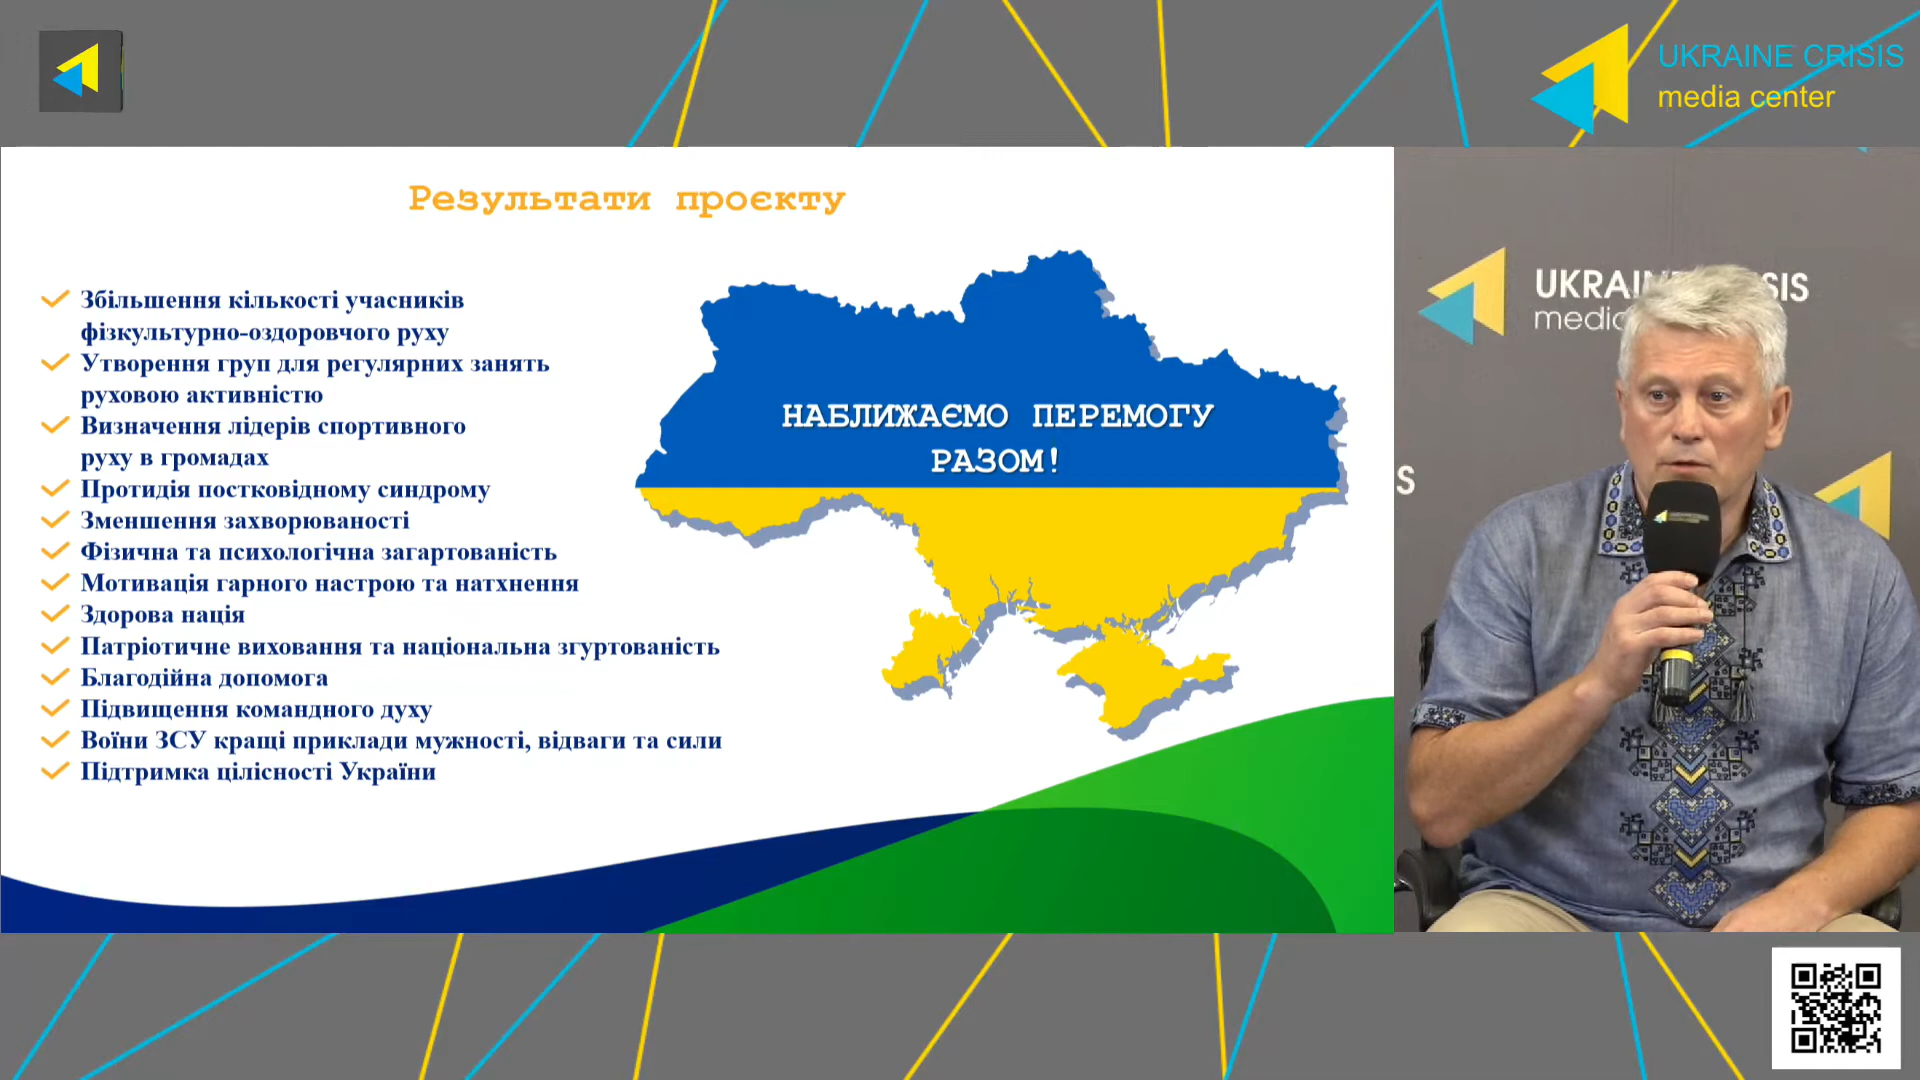 UKRAINE CRISIS
media center
Результати проєкту
Збільшення кількості учасників
фізкультурно-оздоровчого руху
Утворення груп для регулярних занять
руховою активністю
Визначення лідерів спортивного
руху в громадах
Протидія постковідному синдрому
Зменшення захворюваності
Фізична та психологічна загартованість
Мотивація гарного настрою та натхнення
Здорова нація
Патріотичне виховання та національна згуртованість
Благодійна допомога
Підвищення командного духу
Воїни ЗСУ кращі приклади мужності, відваги та сили
Підтримка цілісності України
НАБЛИЖАЄМО ПЕРЕМОГУ
РАЗОМ!